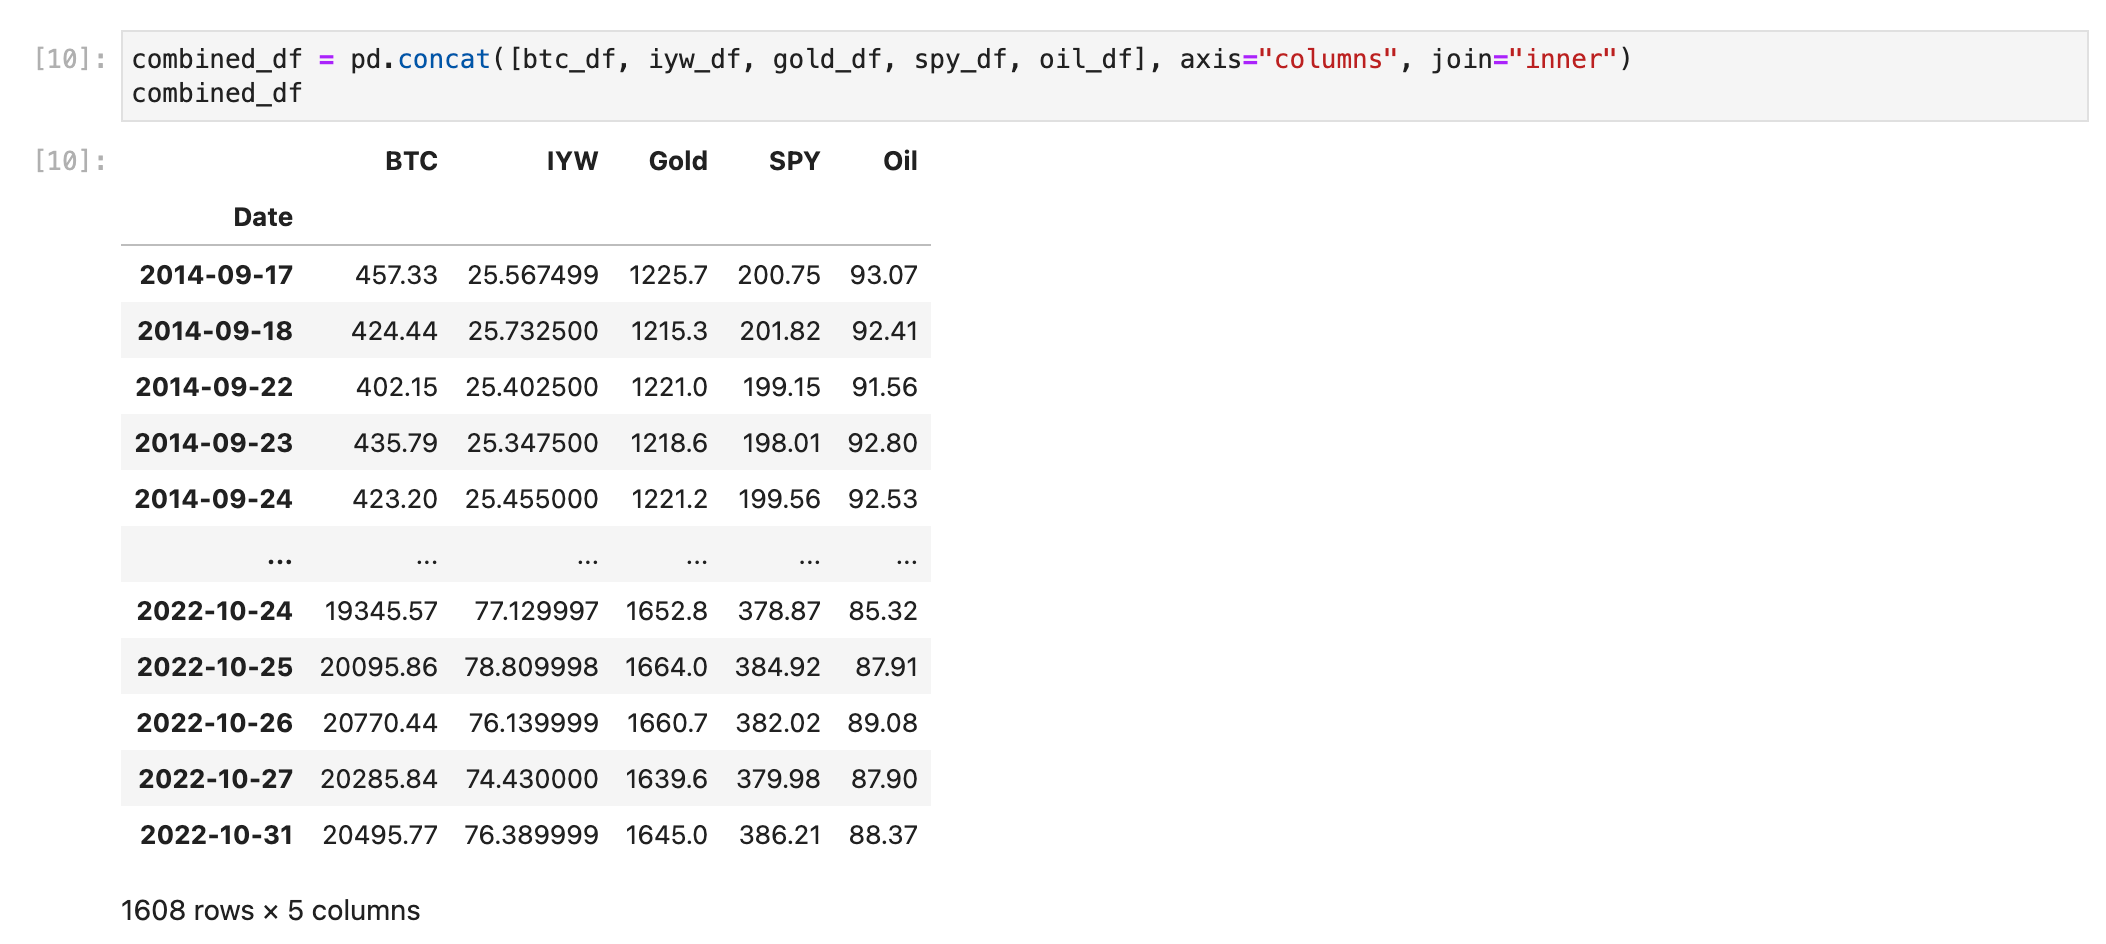 [10]: combined_df = pd.concat([btc_df, iyw_df, gold_df, spy_df, oil_df], axis="columns", join="inner")
combined_df
[10]: BTC IYW Gold SPY Oil
Date
2014-09-17 457.33 25.567499 1225.7 200.75 93.07
2014-09-18 424.44 25.732500 1215.3 201.82 92.41
2014-09-22 402.15 25.402500 1221.0 199.15 91.56
2014-09-23 435.79 25.347500 1218.6 198.01 92.80
2014-09-24 423.20 25.455000 1221.2 199.56 92.53
... ... ... ... ... ...
2022-10-24 19345.57 77.129997 1652.8 378.87 85.32
2022-10-25 20095.86 78.809998 1664.0 384.92 87.91
2022-10-26 20770.44 76.139999 1660.7 382.02 89.08
2022-10-27 20285.84 74.430000 1639.6 379.98 87.90
2022-10-31 20495.77 76.389999 1645.0 386.21 88.37
1608 rows × 5 columns